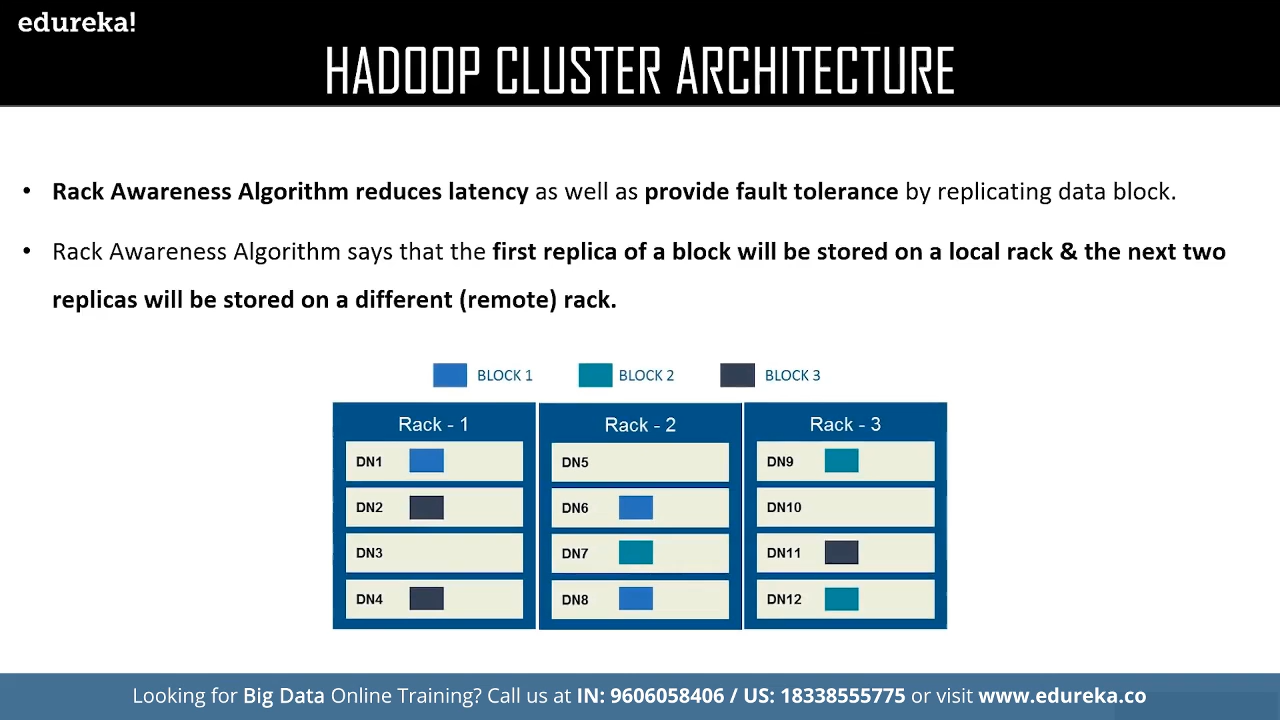 edureka!
HADOOP CLUSTER ARCHITECTURE
• Rack Awareness Algorithm reduces latency as well as provide fault tolerance by replicating data block.
• Rack Awareness Algorithm says that the first replica of a block will be stored on a local rack & the next two
replicas will be stored on a different (remote) rack.
BLOCK 1 BLOCK 2 BLOCK 3
Rack - 1
DN1
DN2
DN3
DN4
Rack - 2
DN5
DN6
DN7
DN8
Rack - 3
DN9
DN10
DN11
DN12
Looking for Big Data Online Training? Call us at IN: 9606058406 / US: 18338555775 or visit www.edureka.co